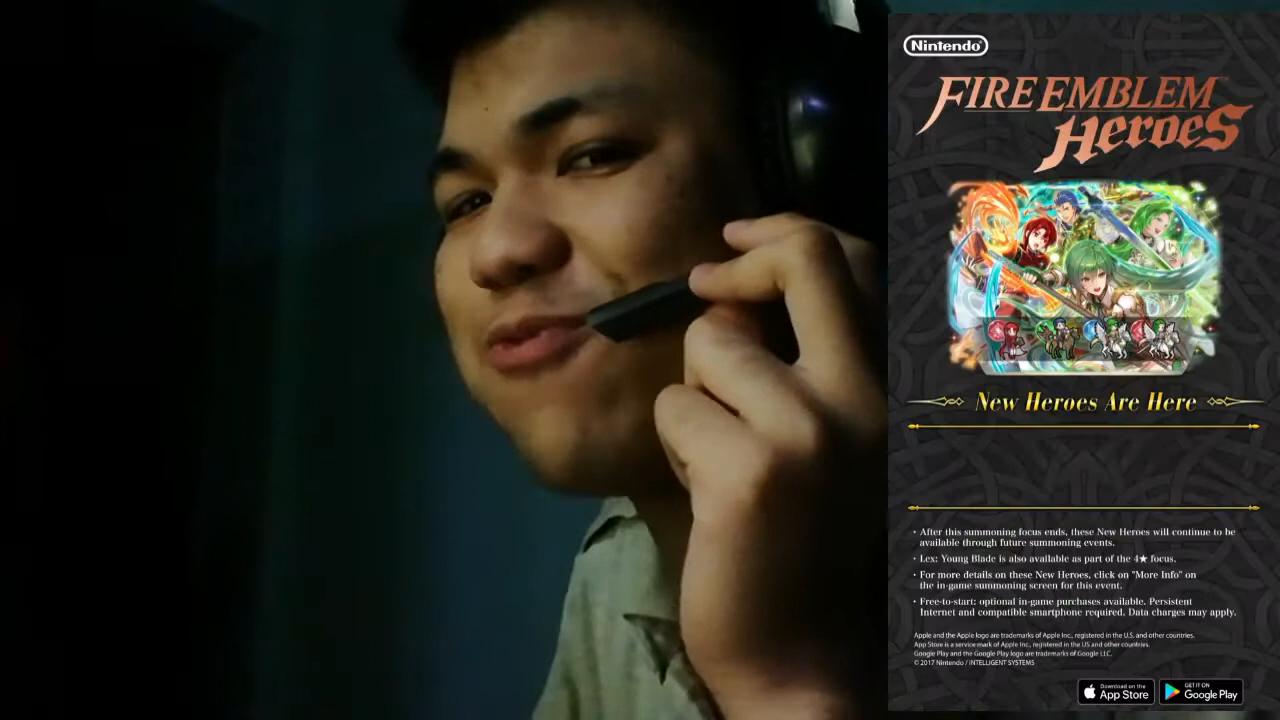 Nintendo
FIRE EMBLEM
HEROES
New Heroes Are Here
· After this summoning focus ends, these New Heroes will continue to be
available through future summoning events.
· Lex: Young Blade is also available as part of the 4★ focus.
· For more details on these New Heroes, click on "More Info" on
the in-game summoning screen for this event.
· Free-to-start: optional in-game purchases available. Persistent
Internet and compatible smartphone required. Data charges may apply.
Apple and the Apple logo are trademarks of Apple Inc., registered in the U.S. and other countries.
App Store is a service mark of Apple Inc., registered in the US and other countries.
Google Play and the Google Play logo are trademarks of Google LLC.
© 2017 Nintendo / INTELLIGENT SYSTEMS
Download on the
App Store
GET IT ON
Google Play